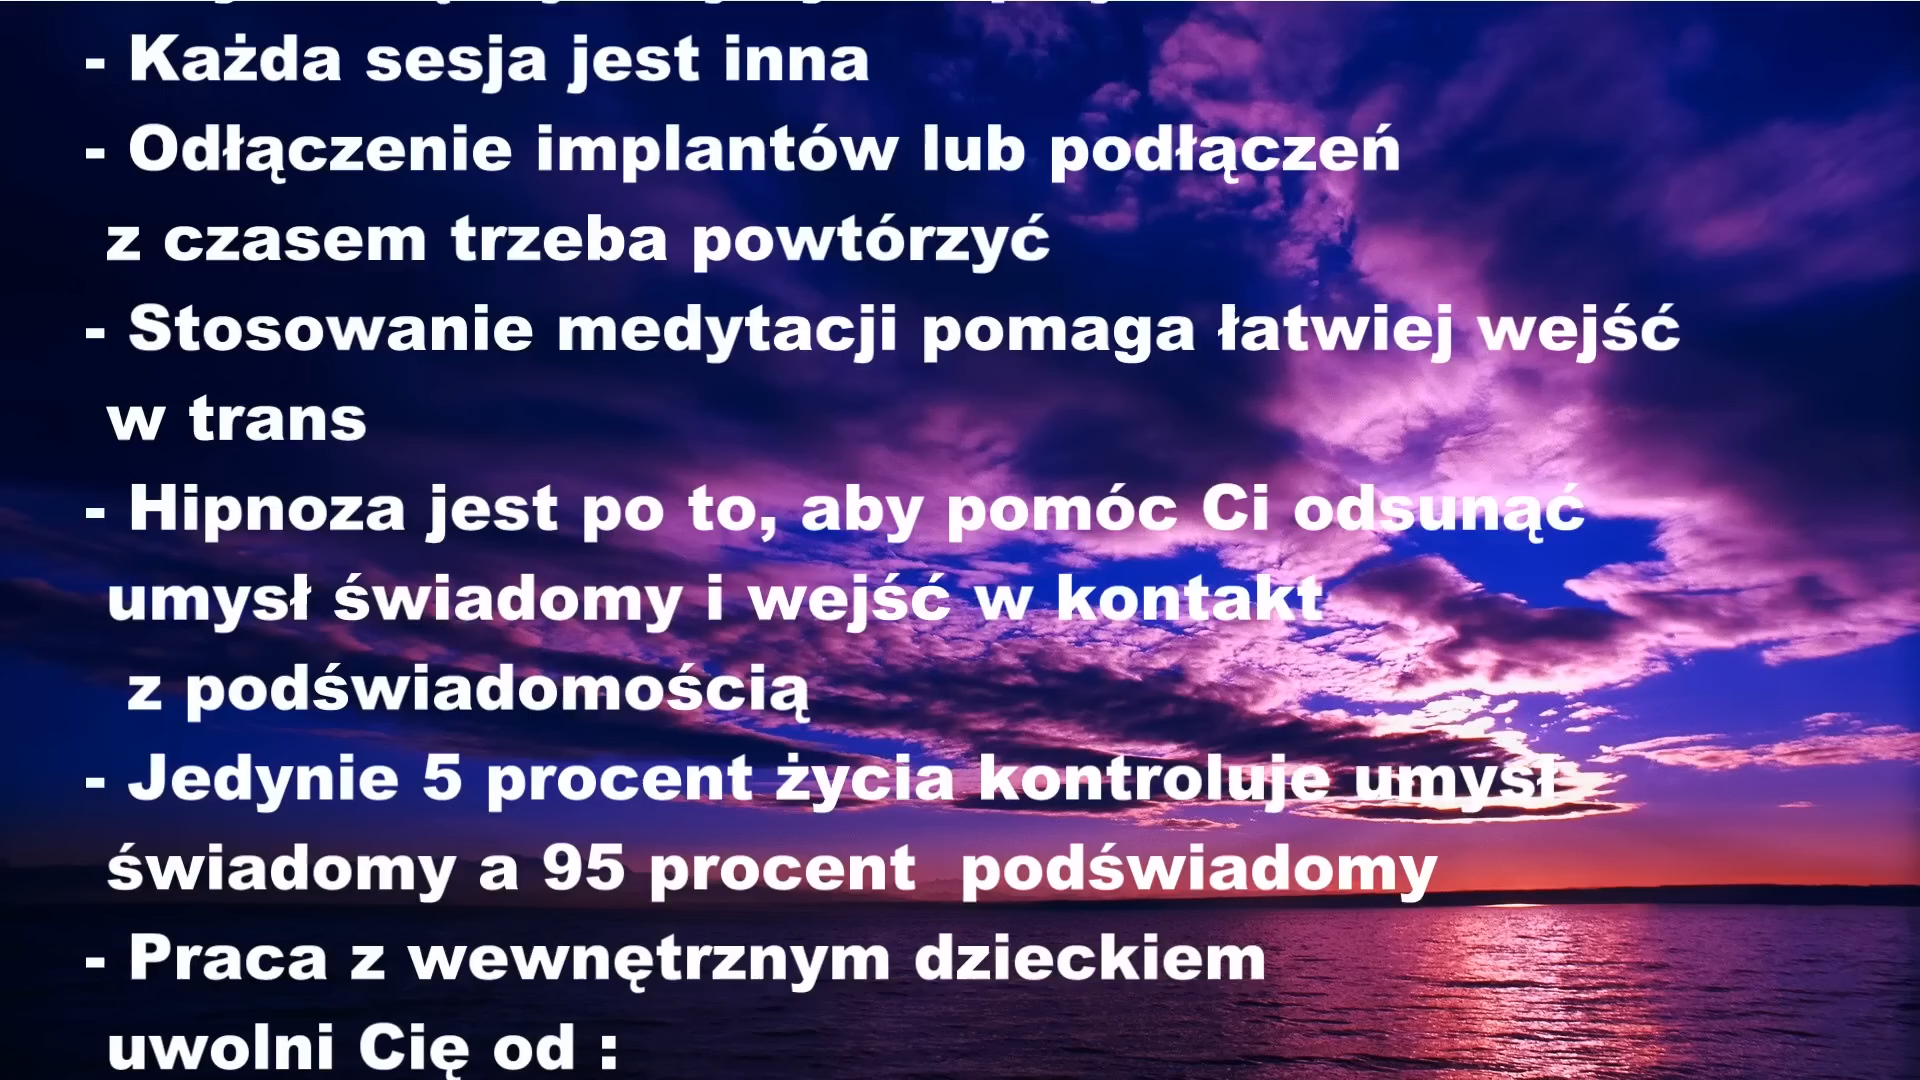 - Każda sesja jest inna
- Odłączenie implantów lub podłączeń
z czasem trzeba powtórzyć
- Stosowanie medytacji pomaga łatwiej wejść
w trans
- Hipnoza jest po to, aby pomóc Ci odsunąć
umysł świadomy i wejść w kontakt
z podświadomością
- Jedynie 5 procent życia kontroluje umysł
świadomy a 95 procent  podświadomy
- Praca z wewnętrznym dzieckiem
uwolni Cię od :